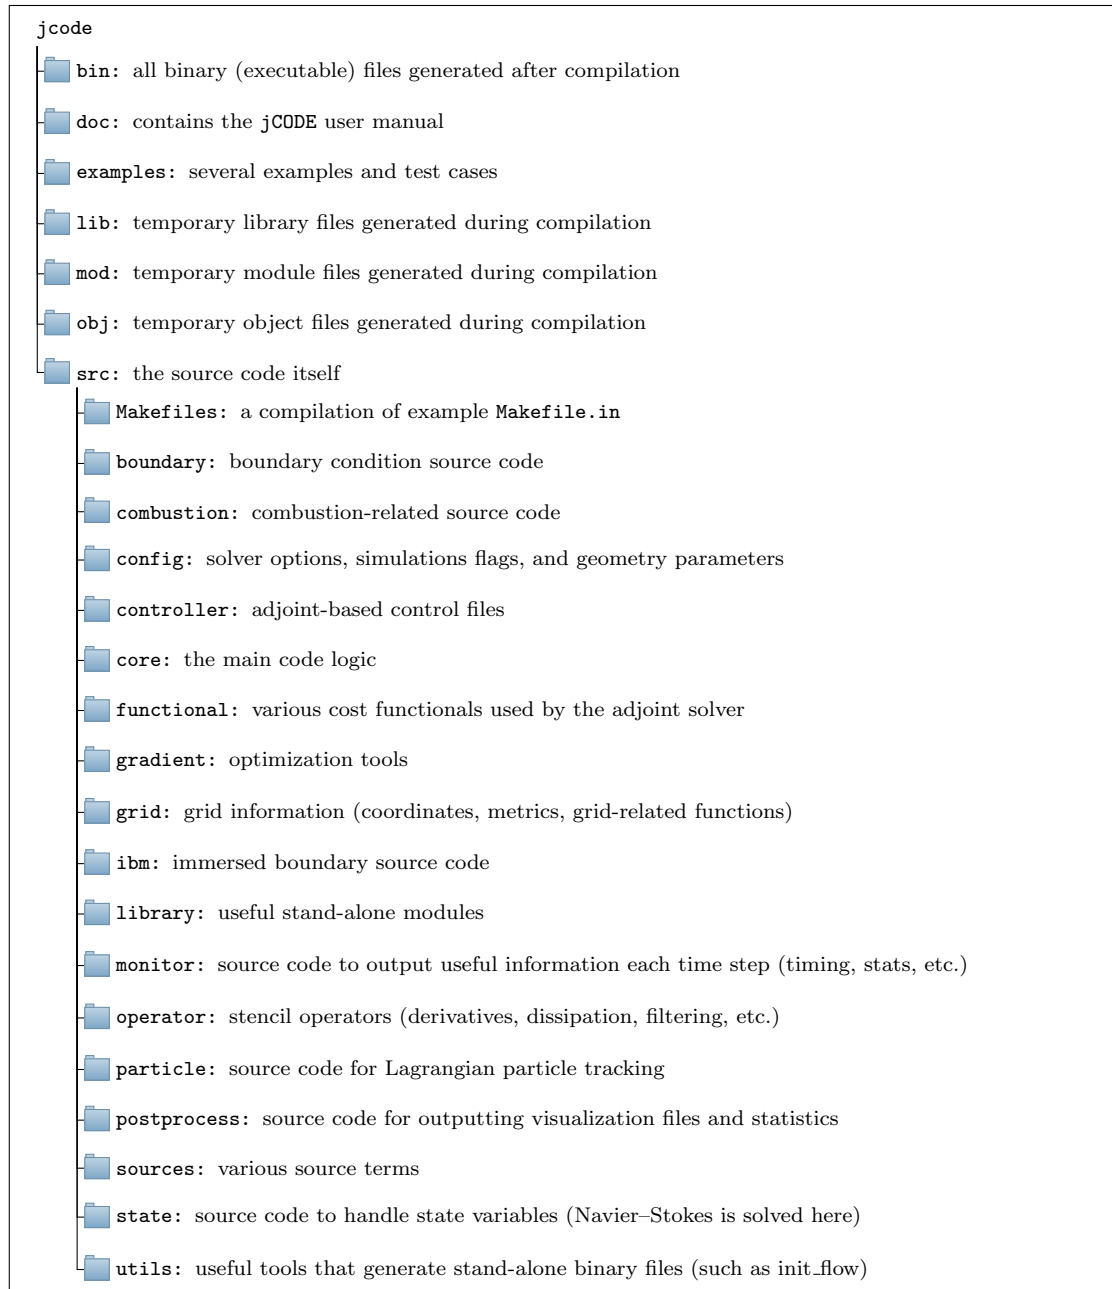 jcode
bin: all binary (executable) files generated after compilation
doc: contains the jCODE user manual
examples: several examples and test cases
lib: temporary library files generated during compilation
mod: temporary module files generated during compilation
obj: temporary object files generated during compilation
src: the source code itself
Makefiles: a compilation of example Makefile.in
boundary: boundary condition source code
combustion: combustion-related source code
config: solver options, simulations flags, and geometry parameters
controller: adjoint-based control files
core: the main code logic
functional: various cost functionals used by the adjoint solver
gradient: optimization tools
grid: grid information (coordinates, metrics, grid-related functions)
ibm: immersed boundary source code
library: useful stand-alone modules
monitor: source code to output useful information each time step (timing, stats, etc.)
operator: stencil operators (derivatives, dissipation, filtering, etc.)
particle: source code for Lagrangian particle tracking
postprocess: source code for outputting visualization files and statistics
sources: various source terms
state: source code to handle state variables (Navier–Stokes is solved here)
utils: useful tools that generate stand-alone binary files (such as init_flow)